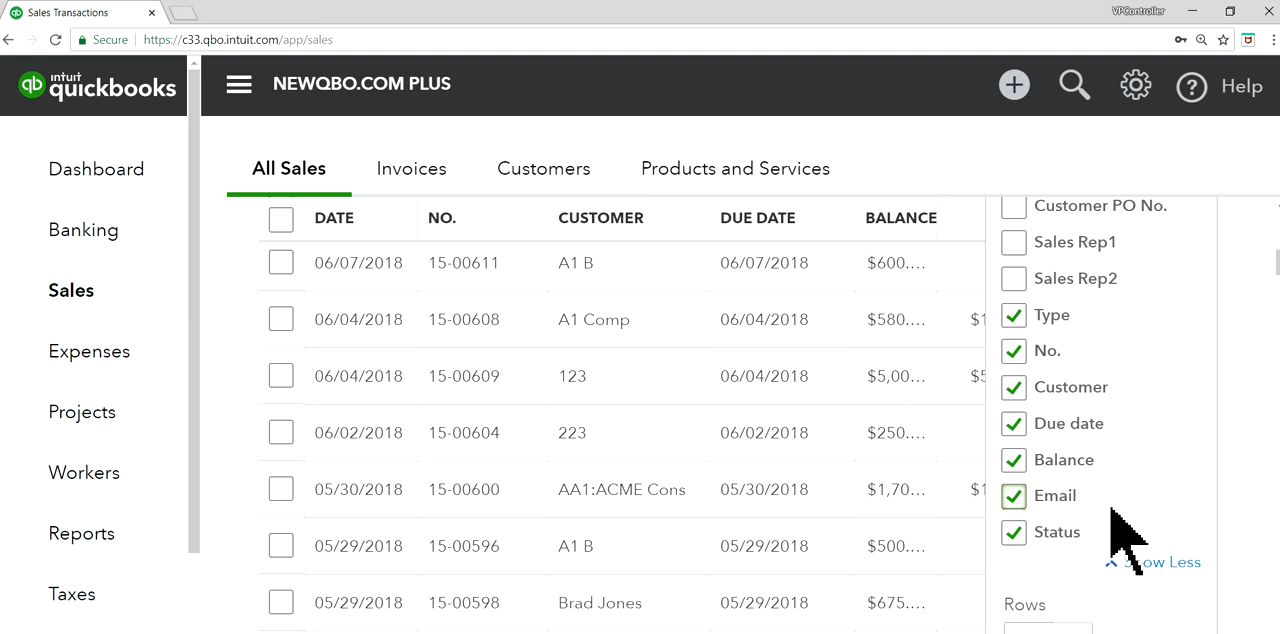 Sales Transactions
VPController
Secure
https://c33.qbo.intuit.com/app/sales
qb intuit quickbooks
NEWQBO.COM PLUS
? Help
Dashboard
Banking
Sales
Expenses
Projects
Workers
Reports
Taxes
All Sales Invoices Customers Products and Services
DATE NO. CUSTOMER DUE DATE BALANCE
06/07/2018 15-00611 A1 B 06/07/2018 $600....
06/04/2018 15-00608 A1 Comp 06/04/2018 $580.... $1
06/04/2018 15-00609 123 06/04/2018 $5,00... $5
06/02/2018 15-00604 223 06/02/2018 $250....
05/30/2018 15-00600 AA1:ACME Cons 05/30/2018 $1,70... $1
05/29/2018 15-00596 A1 B 05/29/2018 $500....
05/29/2018 15-00598 Brad Jones 05/29/2018 $675....
Customer PO No.
Sales Rep1
Sales Rep2
Type
No.
Customer
Due date
Balance
Email
Status
Show Less
Rows